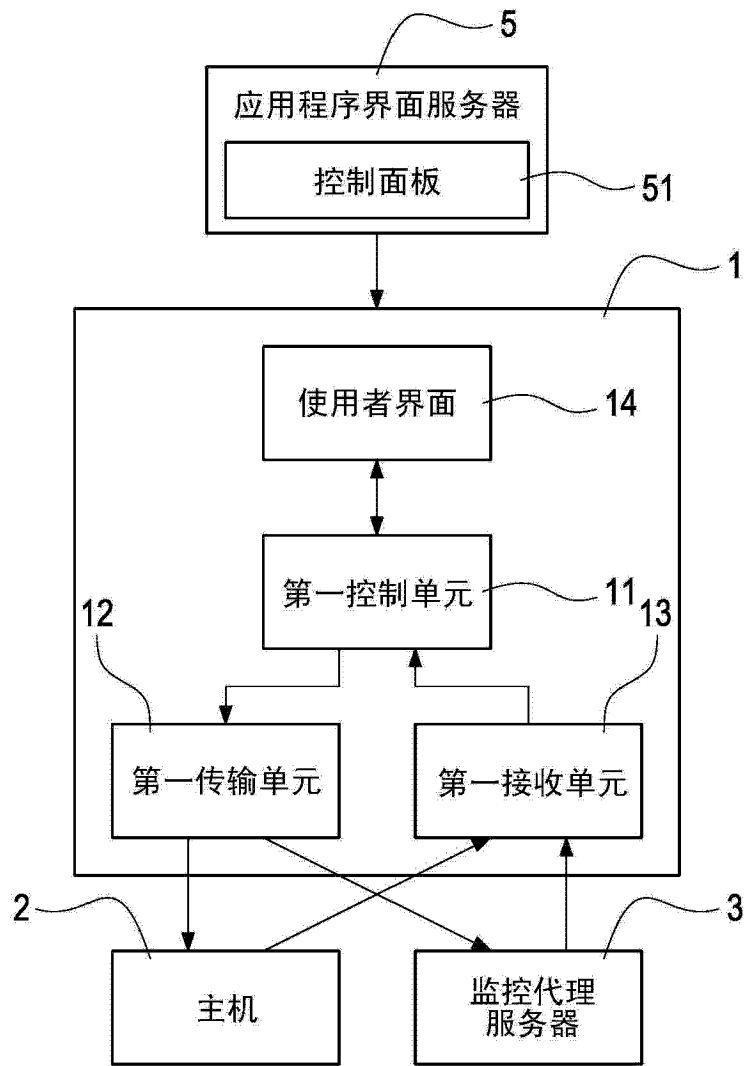 5
应用程序界面服务器
控制面板
51
1
使用者界面
14
第一控制单元
11
12
13
第一传输单元
第一接收单元
2
3
主机
监控代理
服务器